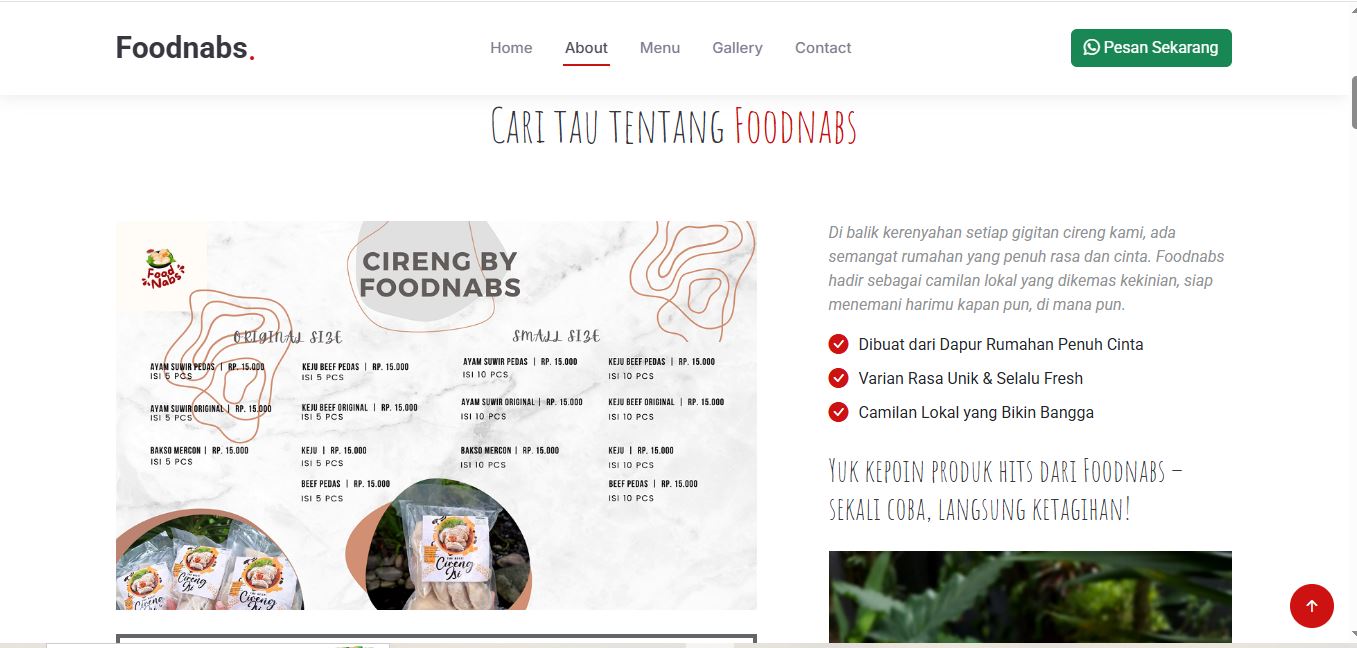 Foodnabs.
Home About Menu Gallery Contact
Pesan Sekarang
Cari tau tentang Foodnabs
Food Nabs
CIRENG BY
FOODNABS
ORIGINAL SIZE
AYAM SUWIR PEDAS | RP. 15.000
ISI 5 PCS
KEJU BEEF PEDAS | RP. 15.000
ISI 5 PCS
AYAM SUWIR ORIGINAL | RP. 15.000
ISI 5 PCS
KEJU BEEF ORIGINAL | RP. 15.000
ISI 5 PCS
BAKSO MERCON | RP. 15.000
ISI 5 PCS
KEJU | RP. 15.000
ISI 5 PCS
BEEF PEDAS | RP. 15.000
ISI 5 PCS
SMALL SIZE
AYAM SUWIR PEDAS | RP. 15.000
ISI 10 PCS
KEJU BEEF PEDAS | RP. 15.000
ISI 10 PCS
AYAM SUWIR ORIGINAL | RP. 15.000
ISI 10 PCS
KEJU BEEF ORIGINAL | RP. 15.000
ISI 10 PCS
BAKSO MERCON | RP. 15.000
ISI 10 PCS
KEJU | RP. 15.000
ISI 10 PCS
BEEF PEDAS | RP. 15.000
ISI 10 PCS
Cireng
Isi
Cireng
Isi
Cireng
Isi
Cireng
Isi
Di balik kerenyahan setiap gigitan cireng kami, ada
semangat rumahan yang penuh rasa dan cinta. Foodnabs
hadir sebagai camilan lokal yang dikemas kekinian, siap
menemani harimu kapan pun, di mana pun.
Dibuat dari Dapur Rumahan Penuh Cinta
Varian Rasa Unik & Selalu Fresh
Camilan Lokal yang Bikin Bangga
Yuk kepoin produk hits dari Foodnabs –
sekali coba, langsung ketagihan!